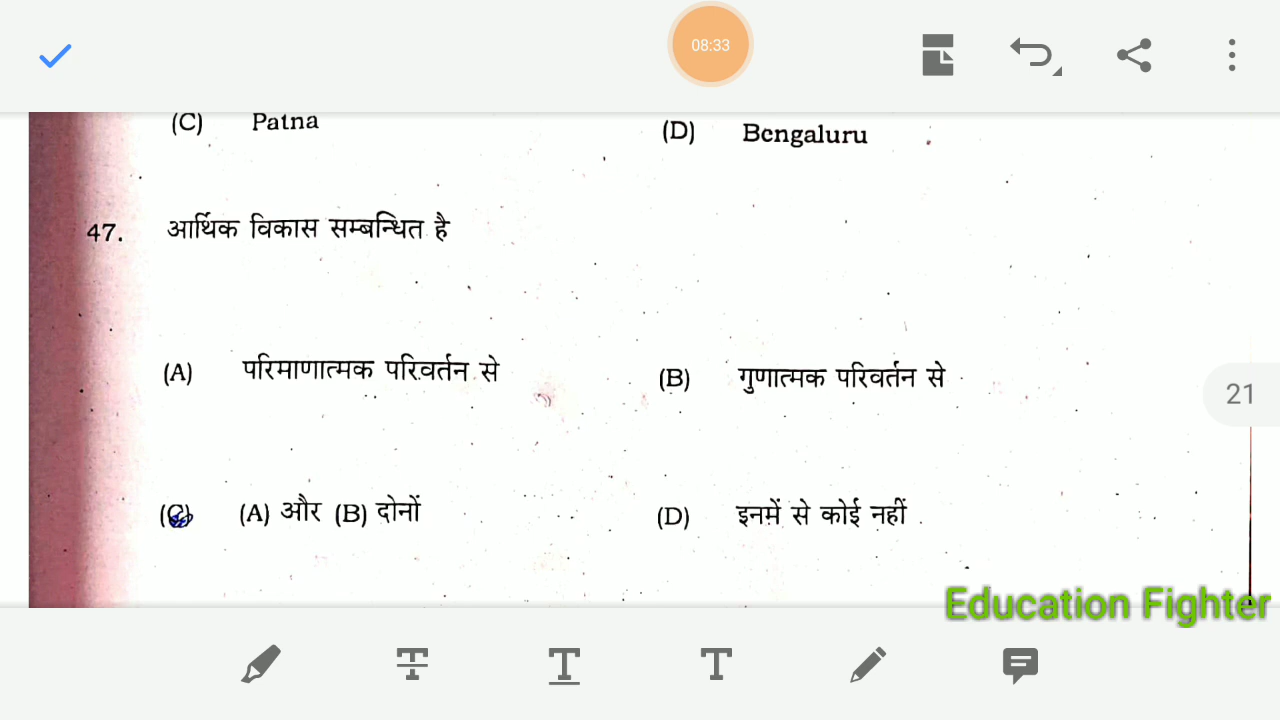 08:33
(C) Patna (D) Bengaluru
47. आर्थिक विकास सम्बन्धित है
(A) परिमाणात्मक परिवर्तन से (B) गुणात्मक परिवर्तन से
21
(C) (A) और (B) दोनों (D) इनमें से कोई नहीं
Education Fighter
T T T